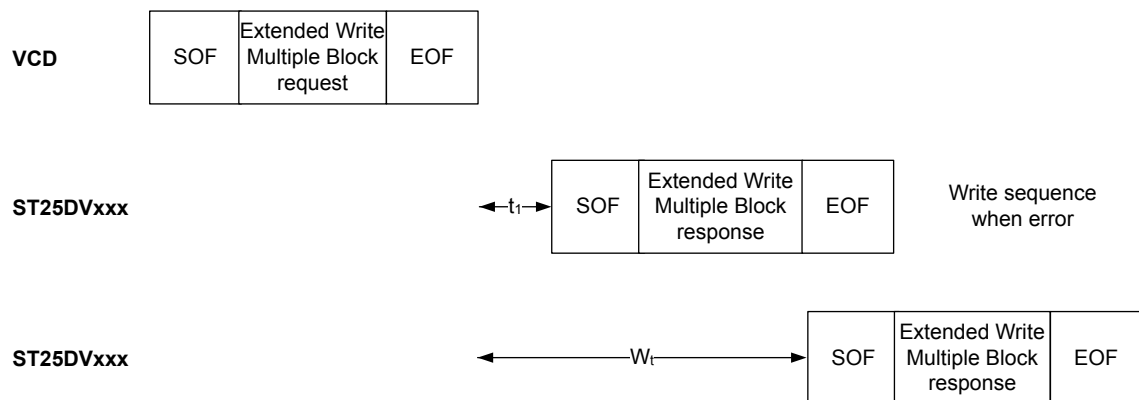 VCD
SOF
Extended Write
Multiple Block
request
EOF
ST25DVxxx
t₁
SOF
Extended Write
Multiple Block
response
EOF
Write sequence
when error
ST25DVxxx
Wₜ
SOF
Extended Write
Multiple Block
response
EOF